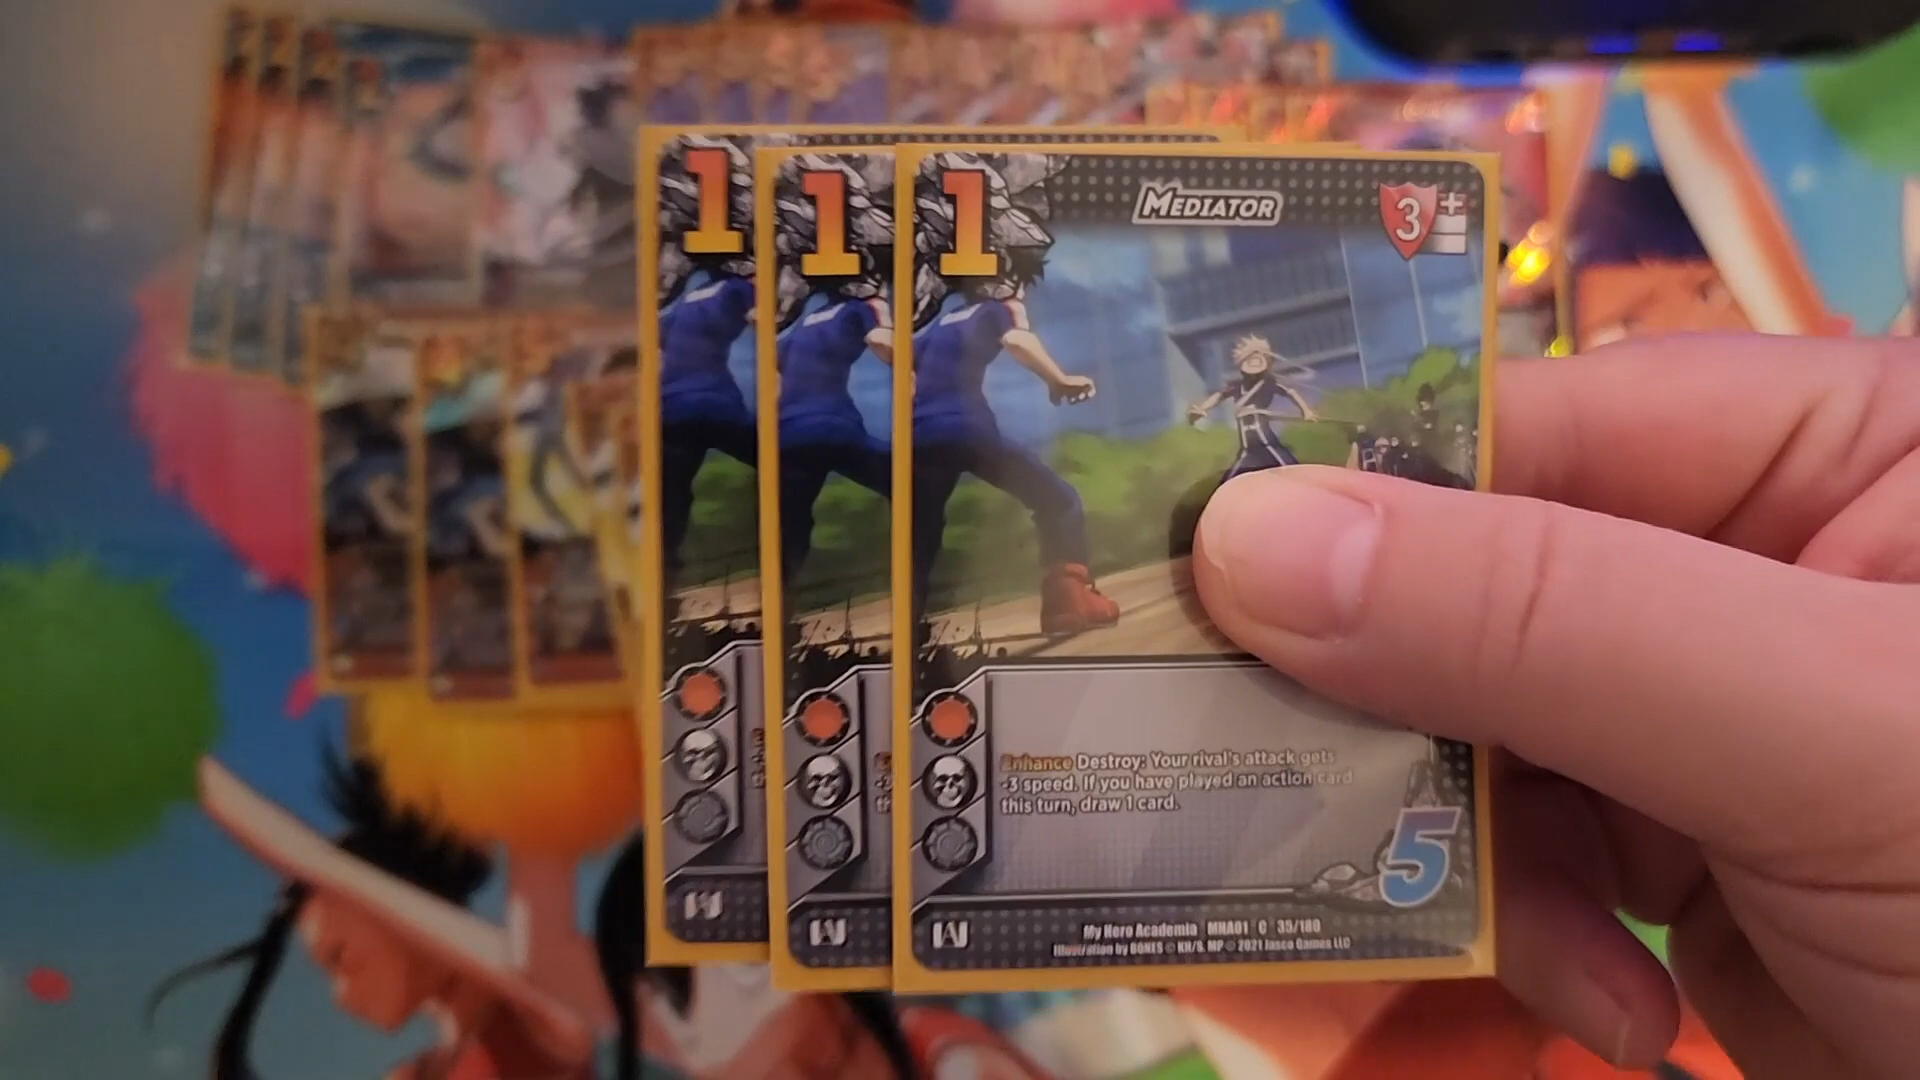 1
1
1
MEDIATOR
3+
Enhance Destroy: Your rival's attack gets
-3 speed. If you have played an action card
this turn, draw 1 card.
5
My Hero Academia MHA01 C 35/180
Illustration by BONES © KH/S, MP © 2021 Jasco Games LLC